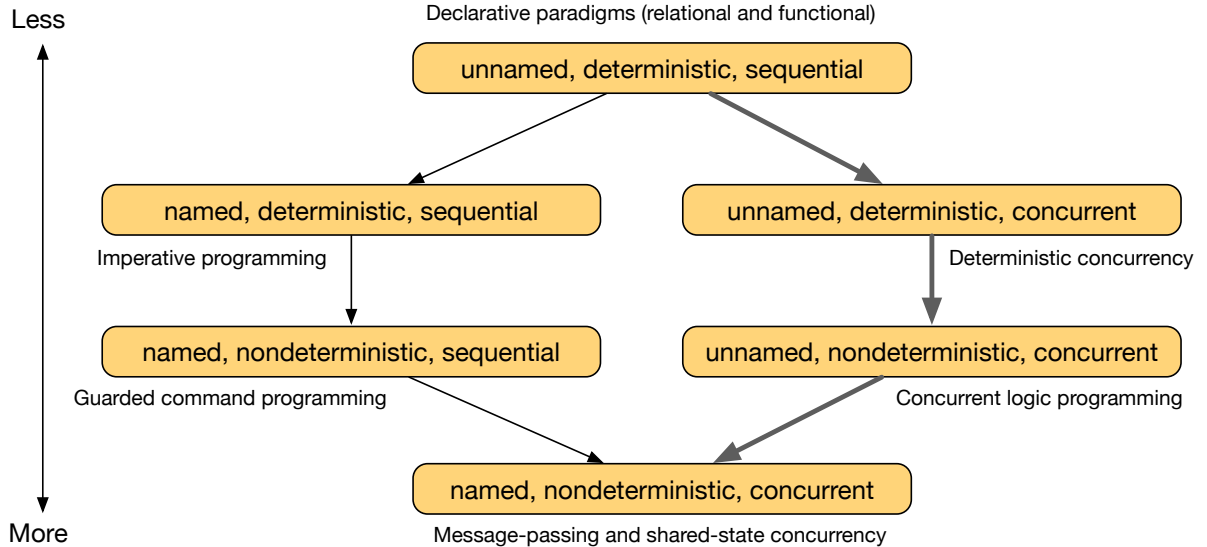 Less
Declarative paradigms (relational and functional)
unnamed, deterministic, sequential
named, deterministic, sequential
unnamed, deterministic, concurrent
Imperative programming
Deterministic concurrency
named, nondeterministic, sequential
unnamed, nondeterministic, concurrent
Guarded command programming
Concurrent logic programming
named, nondeterministic, concurrent
More
Message-passing and shared-state concurrency